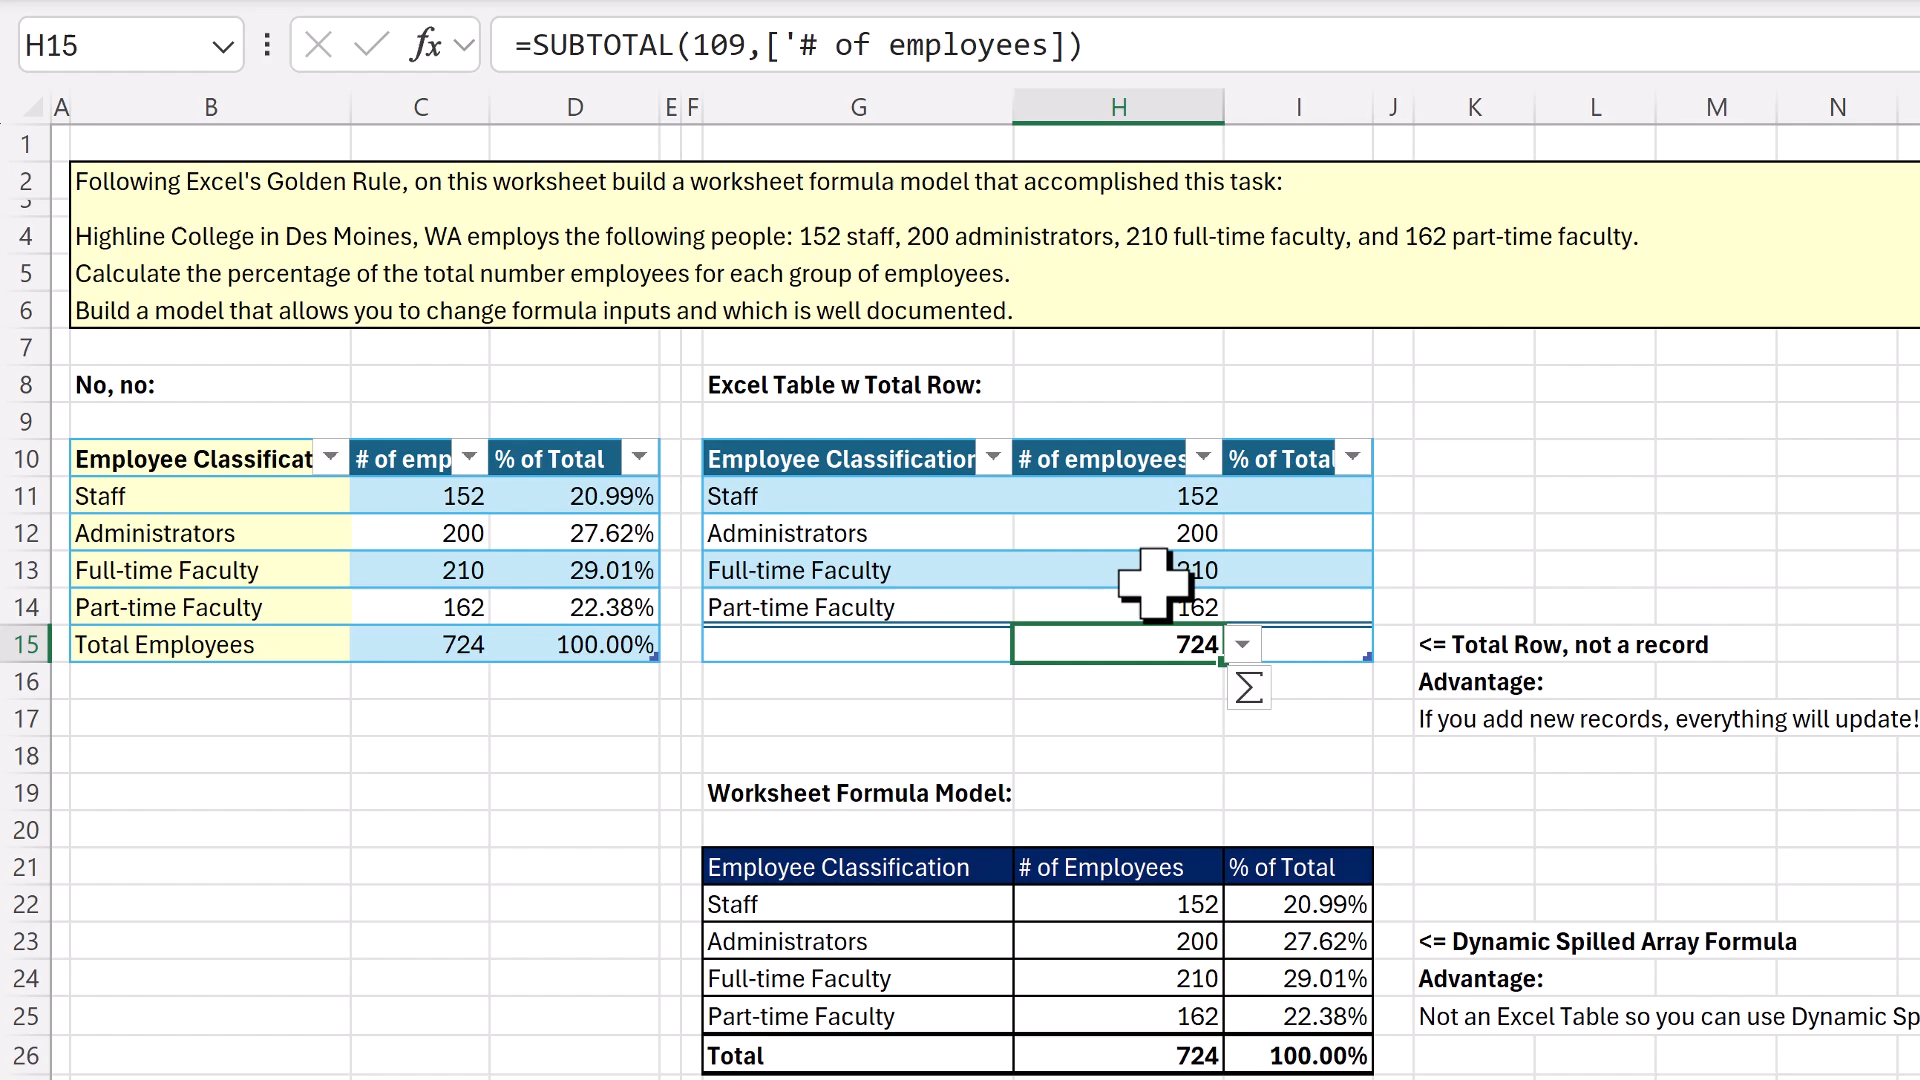 H15 fx =SUBTOTAL(109,['# of employees])
A B C D E F G H I J K L M N
1
2 Following Excel's Golden Rule, on this worksheet build a worksheet formula model that accomplished this task:
3
4 Highline College in Des Moines, WA employs the following people: 152 staff, 200 administrators, 210 full-time faculty, and 162 part-time faculty.
5 Calculate the percentage of the total number employees for each group of employees.
6 Build a model that allows you to change formula inputs and which is well documented.
7
8 No, no: Excel Table w Total Row:
9
10 Employee Classificat # of emp % of Total Employee Classification # of employees % of Total
11 Staff 152 20.99% Staff 152
12 Administrators 200 27.62% Administrators 200
13 Full-time Faculty 210 29.01% Full-time Faculty 210
14 Part-time Faculty 162 22.38% Part-time Faculty 162
15 Total Employees 724 100.00% 724 <= Total Row, not a record
16 Advantage:
17 If you add new records, everything will update!
18
19 Worksheet Formula Model:
20
21 Employee Classification # of Employees % of Total
22 Staff 152 20.99%
23 Administrators 200 27.62% <= Dynamic Spilled Array Formula
24 Full-time Faculty 210 29.01% Advantage:
25 Part-time Faculty 162 22.38% Not an Excel Table so you can use Dynamic Sp
26 Total 724 100.00%